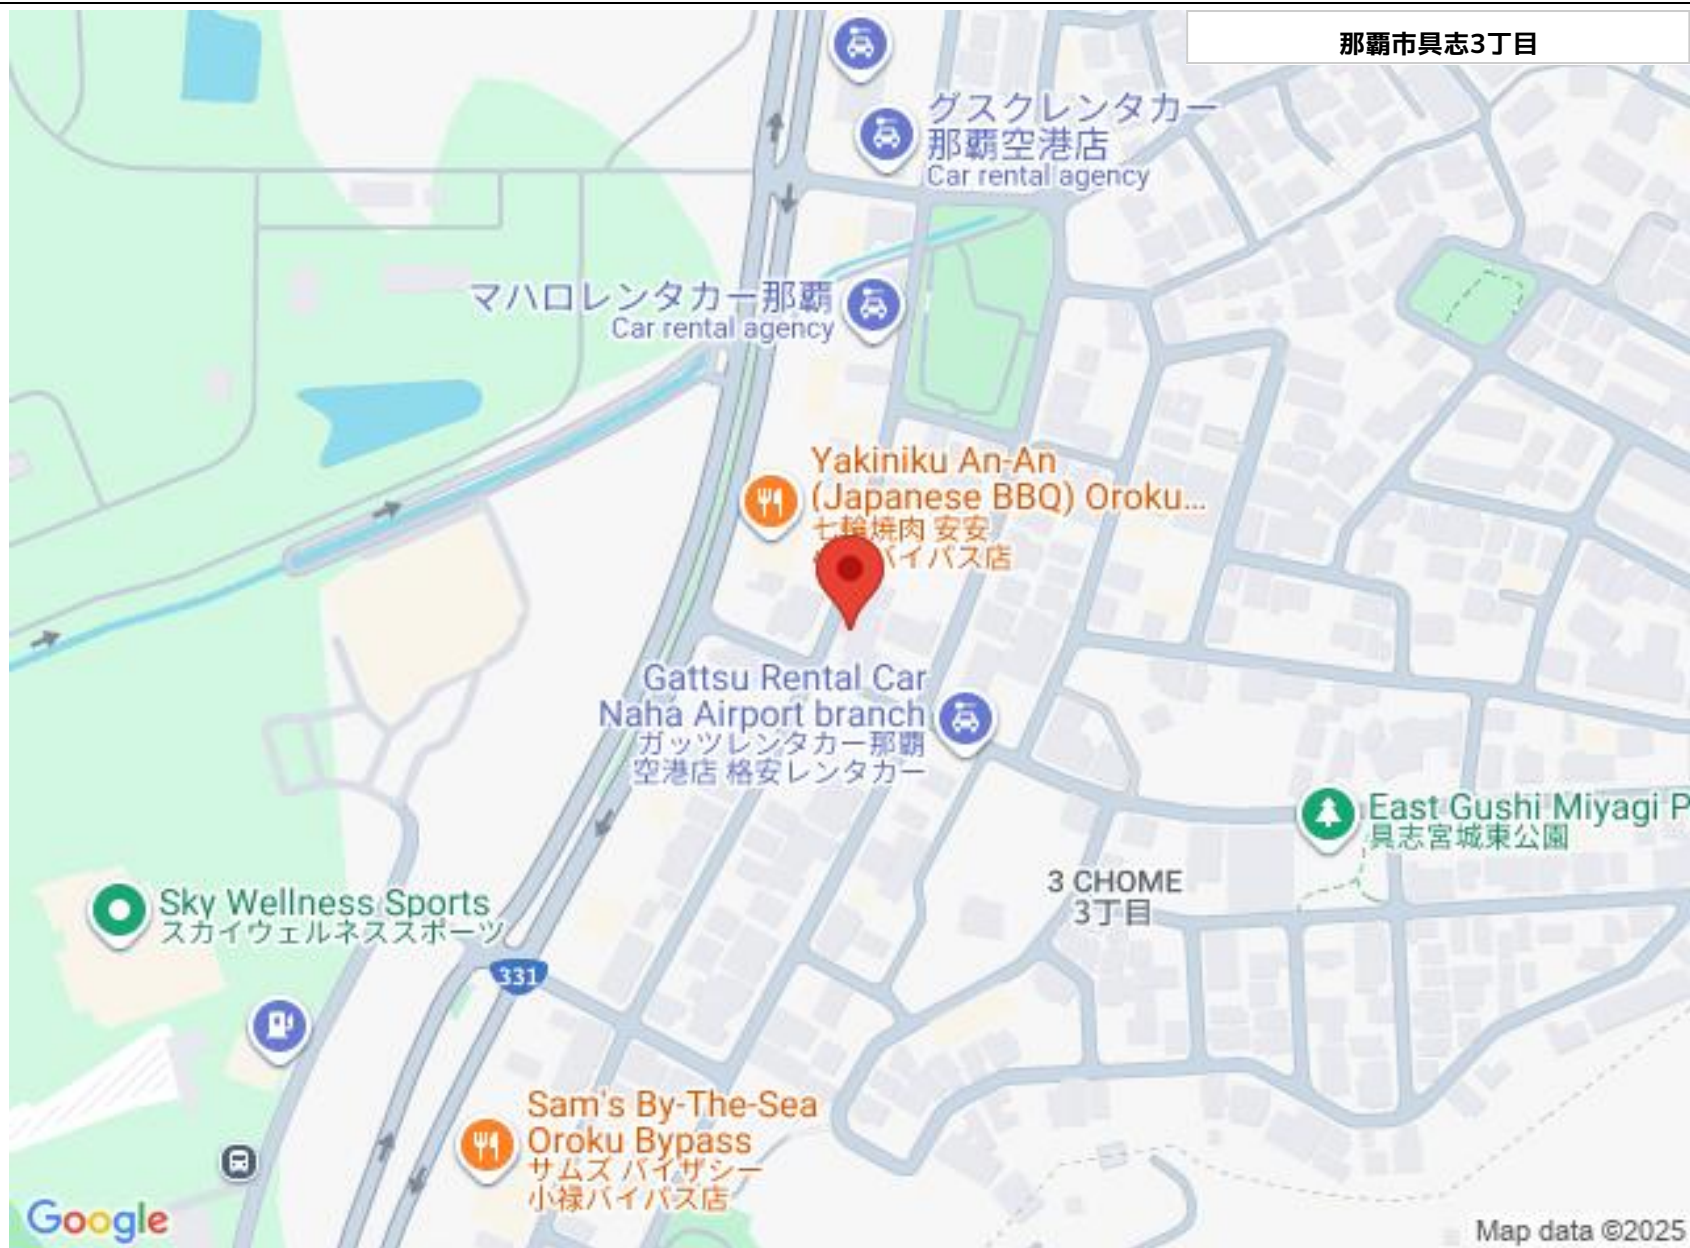 那覇市具志3丁目
グスクレンタカー
那覇空港店
Car rental agency
マハロレンタカー那覇
Car rental agency
Yakiniku An-An
(Japanese BBQ) Oroku...
七輪焼肉 安安
バイパス店
Gattsu Rental Car
Naha Airport branch
ガッツレンタカー那覇
空港店 格安レンタカー
East Gushi Miyagi P
具志宮城東公園
3 CHOME
3丁目
Sky Wellness Sports
スカイウェルネススポーツ
331
Sam's By-The-Sea
Oroku Bypass
サムズ バイザシー
小禄バイパス店
Google
Map data ©2025